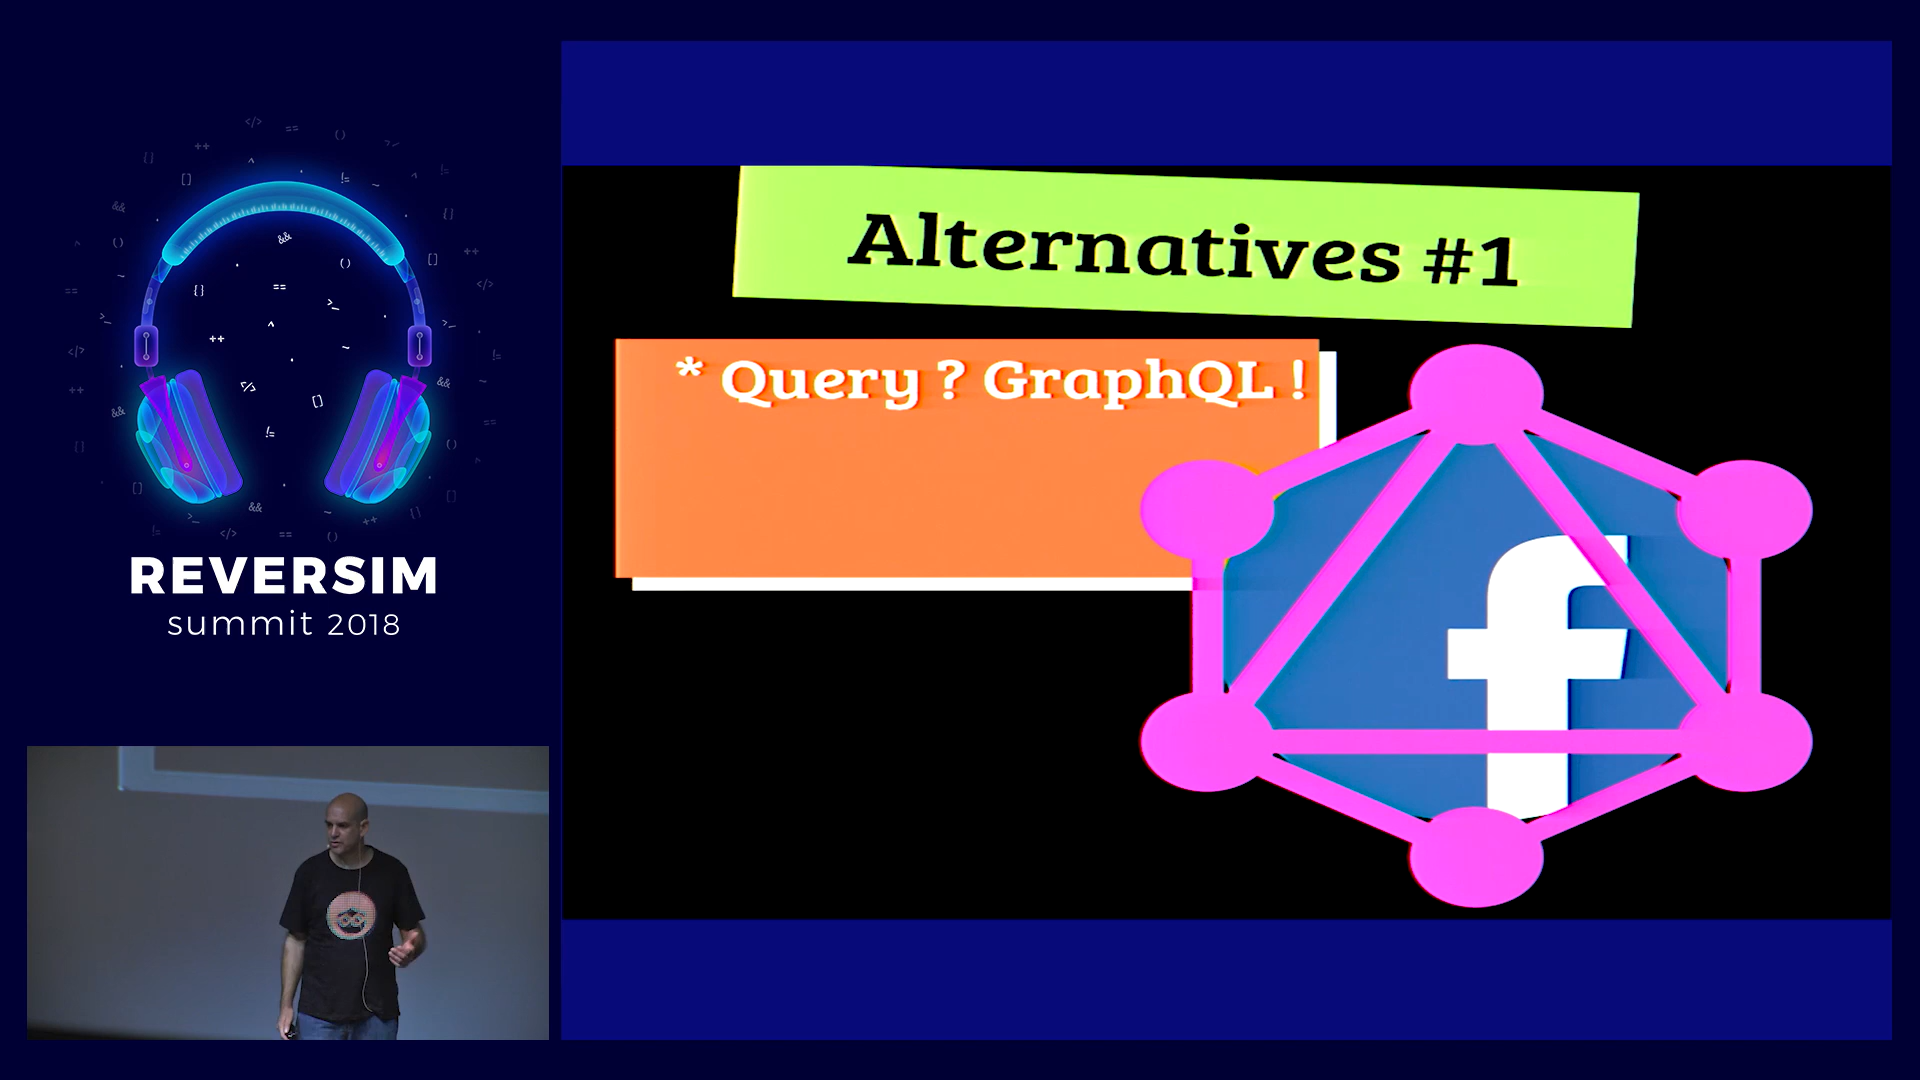 REVERSIM
summit 2018
Alternatives #1
* Query ? GraphQL !